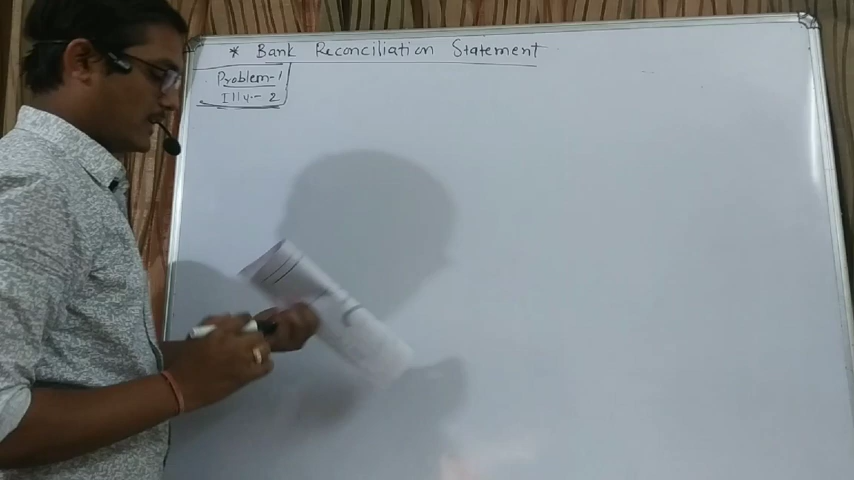 * Bank Reconciliation Statement
Problem-1
Illu.- 2